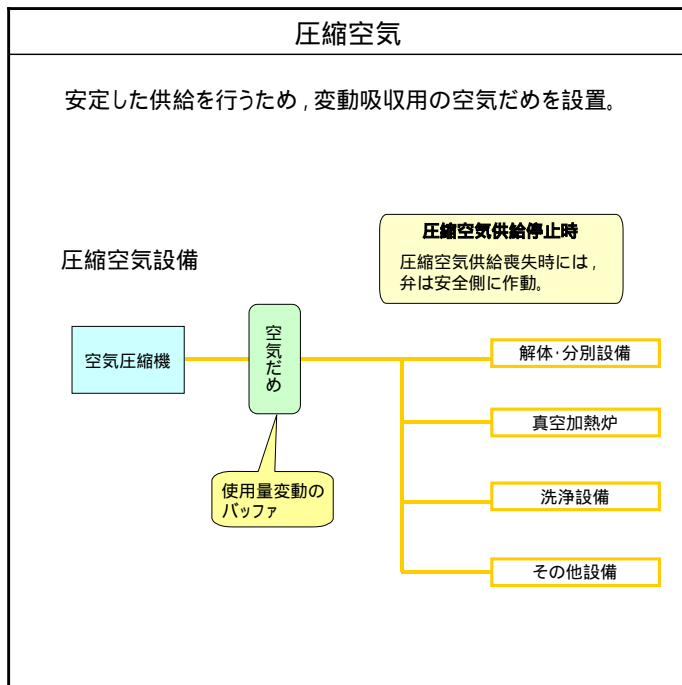 圧縮空気
安定した供給を行うため,変動吸収用の空気だめを設置。
圧縮空気供給停止時
圧縮空気供給喪失時には,
弁は安全側に作動。
圧縮空気設備
空気圧縮機
空気だめ
解体･分別設備
真空加熱炉
使用量変動の
バッファ
洗浄設備
その他設備